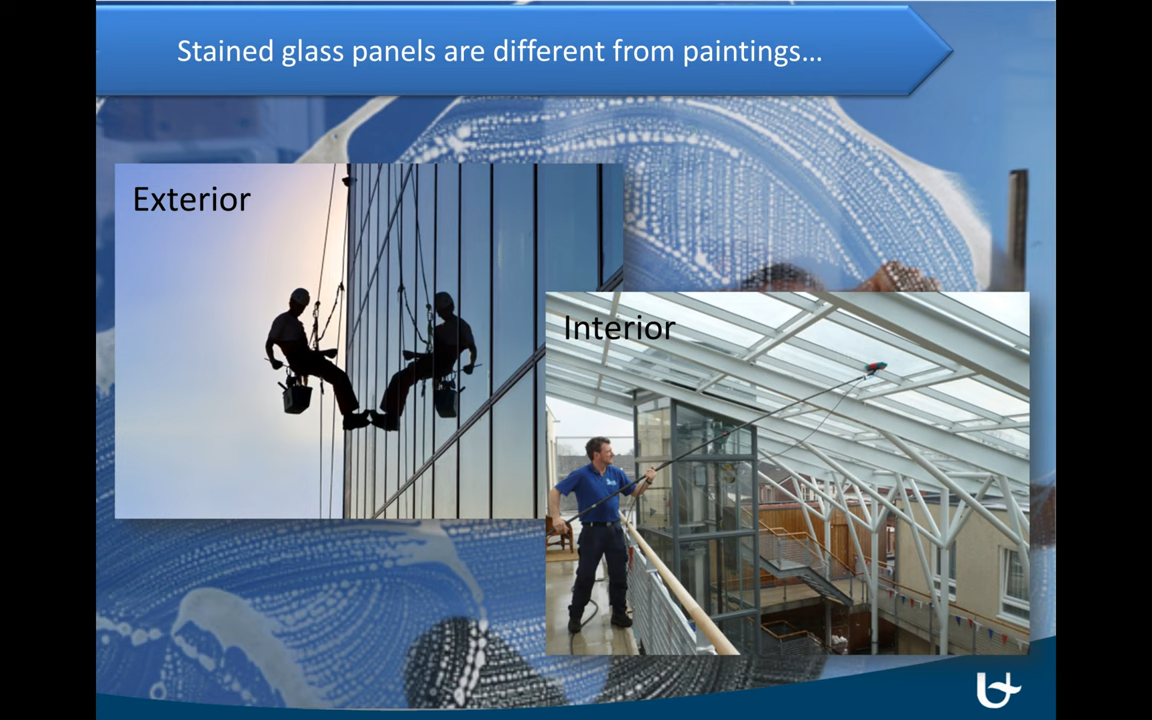 Stained glass panels are different from paintings...
Exterior
Interior